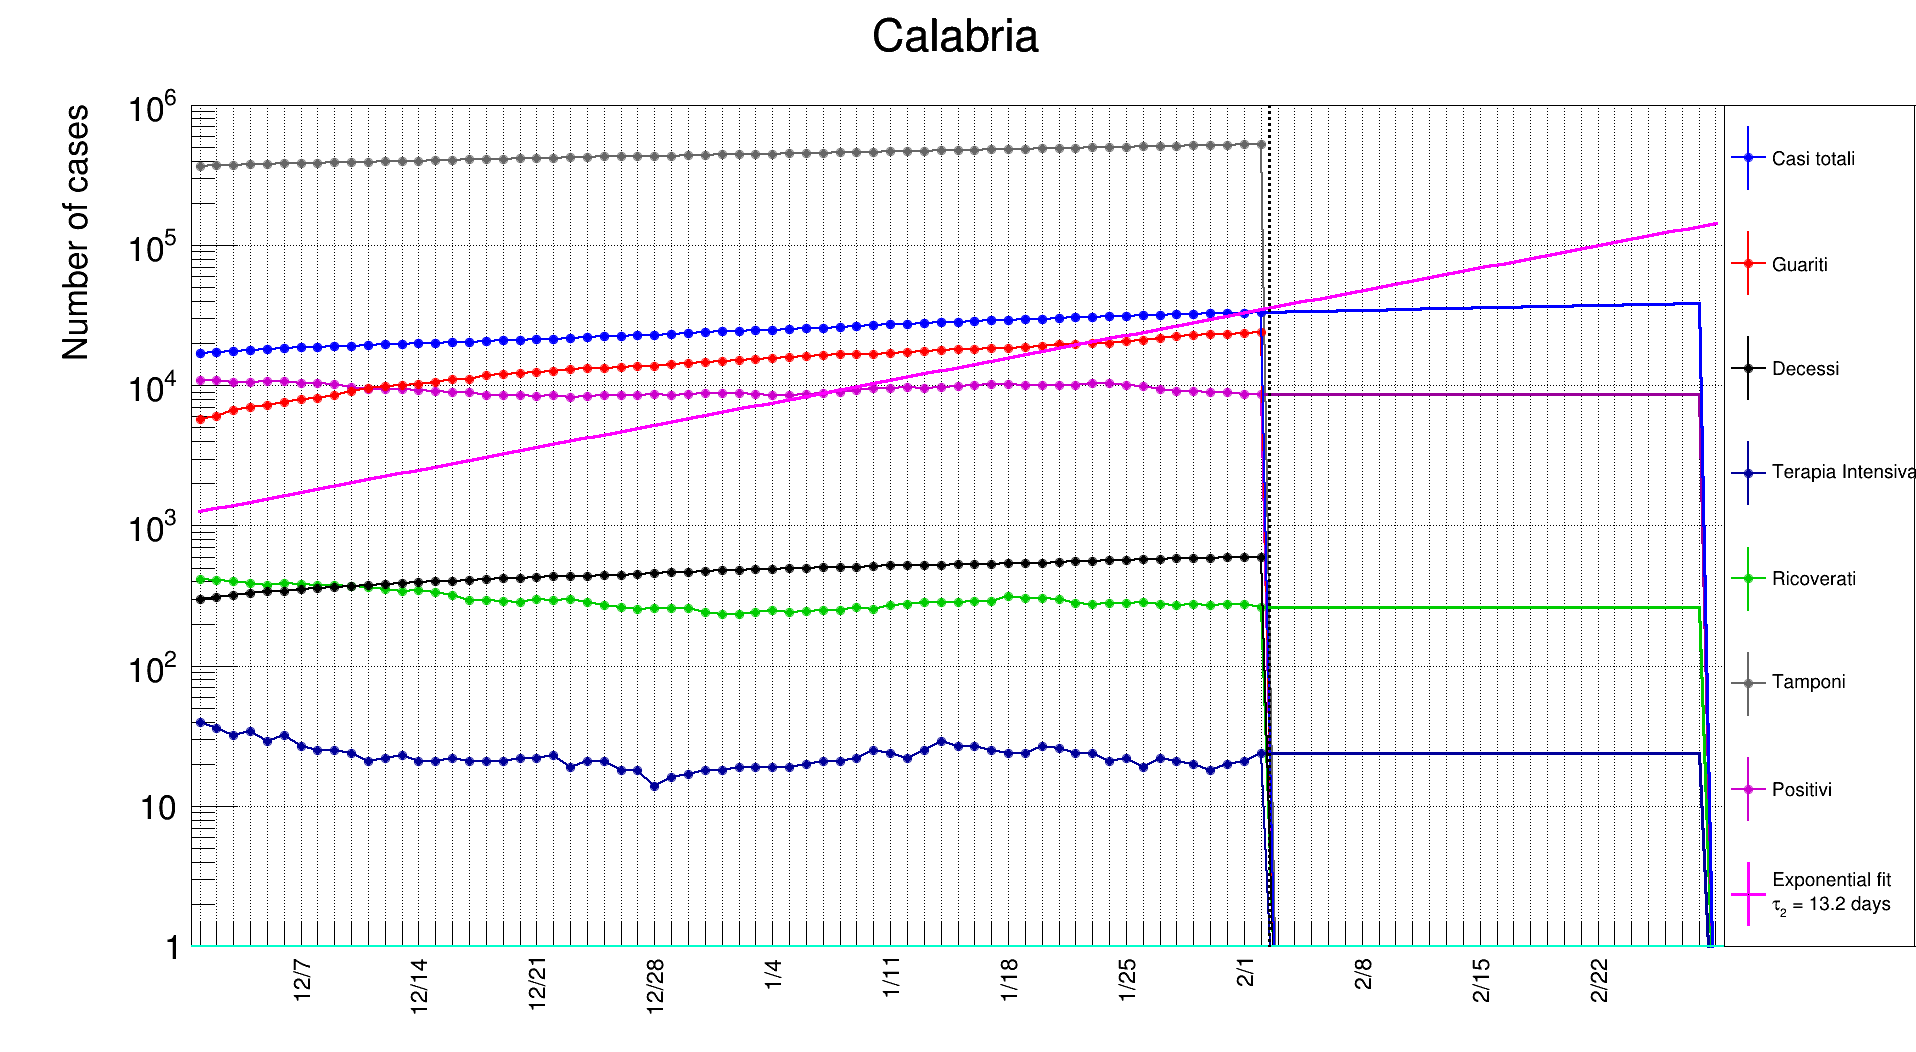 Calabria
Number of cases
10^6
10^5
10^4
10^3
10^2
10
1
12/7
12/14
12/21
12/28
1/4
1/11
1/18
1/25
2/1
2/8
2/15
2/22
Casi totali
Guariti
Decessi
Terapia Intensiva
Ricoverati
Tamponi
Positivi
Exponential fit
τ₂ = 13.2 days